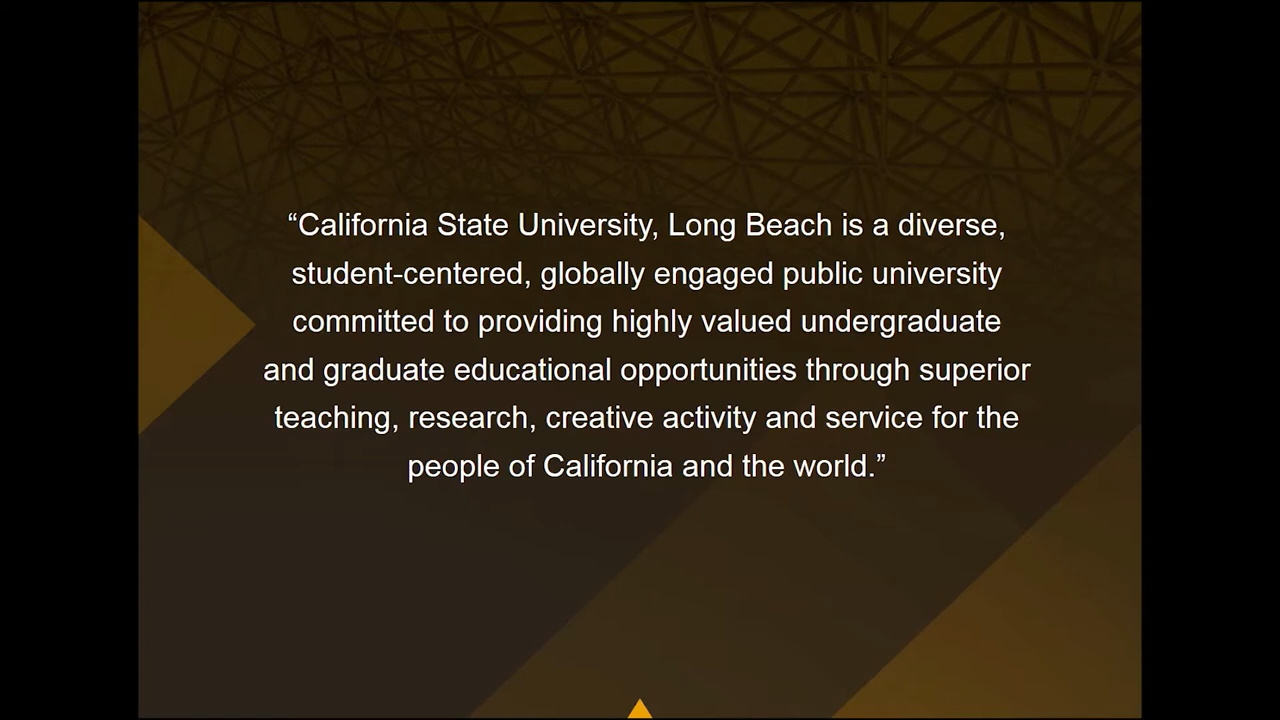 “California State University, Long Beach is a diverse,
student-centered, globally engaged public university
committed to providing highly valued undergraduate
and graduate educational opportunities through superior
teaching, research, creative activity and service for the
people of California and the world.”